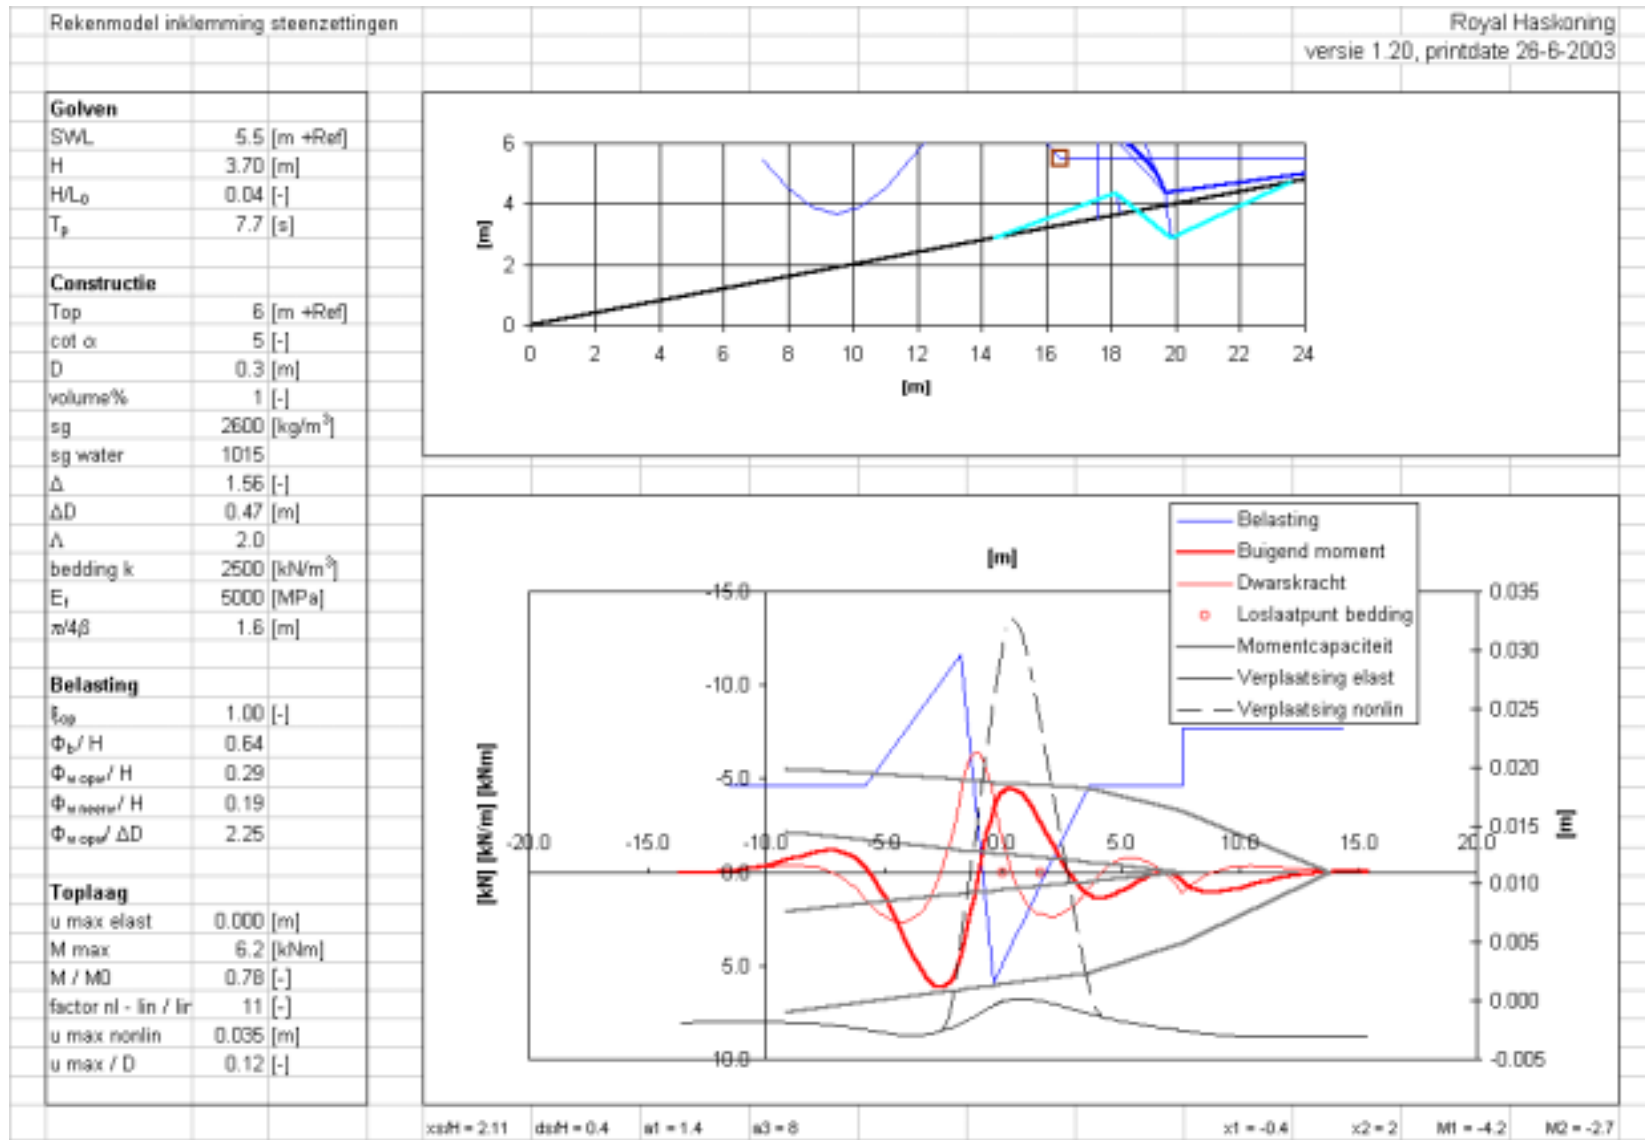 Rekenmodel inklemming steenzettingen
Royal Haskoning
versie 1.20, printdate 26-6-2003
Golven
SWL 5.5 [m +Ref]
H 3.70 [m]
H/L₀ 0.04 [-]
Tₚ 7.7 [s]
Constructie
Top 6 [m +Ref]
cot α 5 [-]
D 0.3 [m]
volume% 1 [-]
sg 2600 [kg/m³]
sg water 1015
Δ 1.56 [-]
ΔD 0.47 [m]
Λ 2.0
bedding k 2500 [kN/m³]
E₁ 5000 [MPa]
π/4β 1.6 [m]
Belasting
ξop 1.00 [-]
Φb/ H 0.64
Φw opw/ H 0.29
Φw neerw/ H 0.19
Φw opw/ ΔD 2.25
Toplaag
u max elast 0.000 [m]
M max 6.2 [kNm]
M / M0 0.78 [-]
factor nl - lin / lin 11 [-]
u max nonlin 0.035 [m]
u max / D 0.12 [-]
6
4
2
0
[m]
0 2 4 6 8 10 12 14 16 18 20 22 24
[m]
[m]
Belasting
Buigend moment
Dwarskracht
Loslaatpunt bedding
Momentcapaciteit
Verplaatsing elast
Verplaatsing nonlin
-15.0
-10.0
-5.0
0.0
5.0
10.0
[kN] [kN/m] [kNm]
-20.0 -15.0 -10.0 -5.0 0.0 5.0 10.0 15.0 20.0
0.035
0.030
0.025
0.020
0.015
0.010
0.005
0.000
-0.005
[m]
xs/H = 2.11 ds/H = 0.4 a1 = 1.4 a3 = 8 x1 = -0.4 x2 = 2 M1 = -4.2 M2 = -2.7